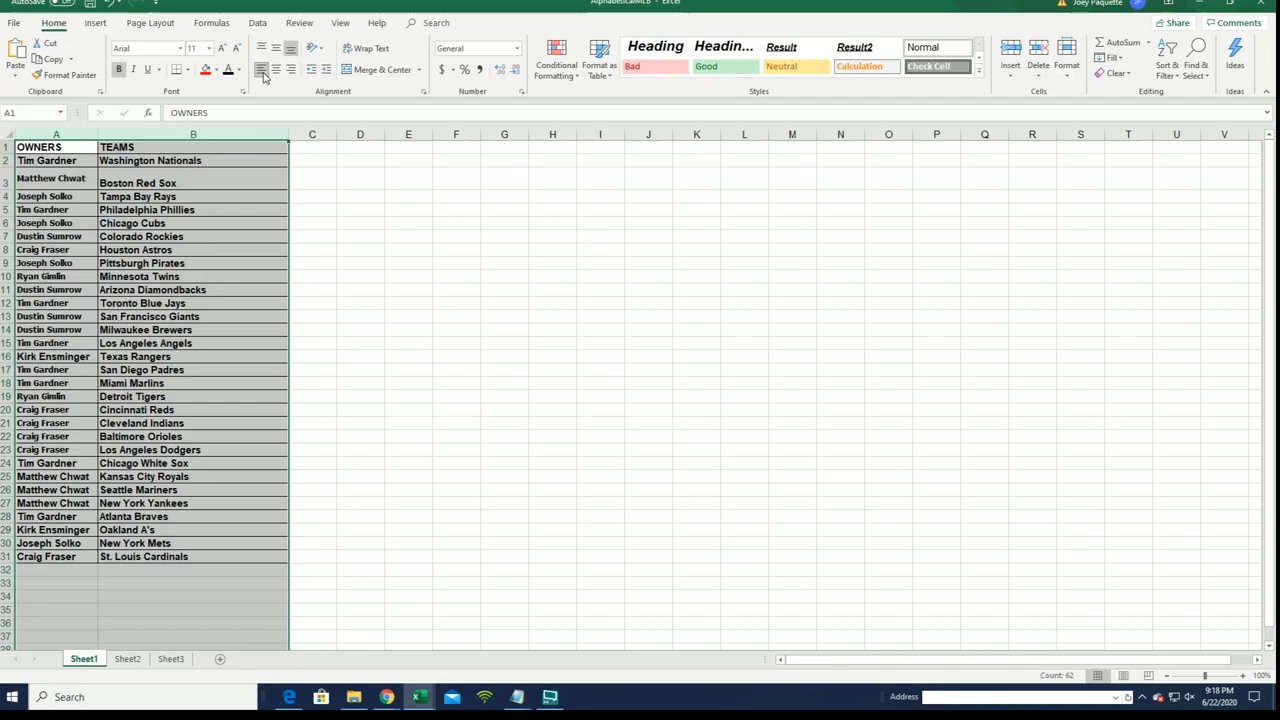 AutoSave Off AlphabeticalMLB - Excel Joey Paquette JP
File Home Insert Page Layout Formulas Data Review View Help Search Share Comments
Paste Cut Copy Format Painter Clipboard
Arial 11 A A B I U A Font
ab Wrap Text Merge & Center Alignment
General $ % , Number
Conditional Formatting Format as Table
Heading Headin... Result Result2 Normal
Bad Good Neutral Calculation Check Cell
Styles
Insert Delete Format Cells
AutoSum Fill Clear Sort & Filter Find & Select Editing
Ideas Ideas
A1 fx OWNERS
A B C D E F G H I J K L M N O P Q R S T U V
1 OWNERS TEAMS
2 Tim Gardner Washington Nationals
3 Matthew Chwat Boston Red Sox
4 Joseph Solko Tampa Bay Rays
5 Tim Gardner Philadelphia Phillies
6 Joseph Solko Chicago Cubs
7 Dustin Sumrow Colorado Rockies
8 Craig Fraser Houston Astros
9 Joseph Solko Pittsburgh Pirates
10 Ryan Gimlin Minnesota Twins
11 Dustin Sumrow Arizona Diamondbacks
12 Tim Gardner Toronto Blue Jays
13 Dustin Sumrow San Francisco Giants
14 Dustin Sumrow Milwaukee Brewers
15 Tim Gardner Los Angeles Angels
16 Kirk Ensminger Texas Rangers
17 Tim Gardner San Diego Padres
18 Tim Gardner Miami Marlins
19 Ryan Gimlin Detroit Tigers
20 Craig Fraser Cincinnati Reds
21 Craig Fraser Cleveland Indians
22 Craig Fraser Baltimore Orioles
23 Craig Fraser Los Angeles Dodgers
24 Tim Gardner Chicago White Sox
25 Matthew Chwat Kansas City Royals
26 Matthew Chwat Seattle Mariners
27 Matthew Chwat New York Yankees
28 Tim Gardner Atlanta Braves
29 Kirk Ensminger Oakland A's
30 Joseph Solko New York Mets
31 Craig Fraser St. Louis Cardinals
32
33
34
35
36
37
38
Sheet1 Sheet2 Sheet3
Count: 62 100%
Search Address 9:18 PM
6/22/2020